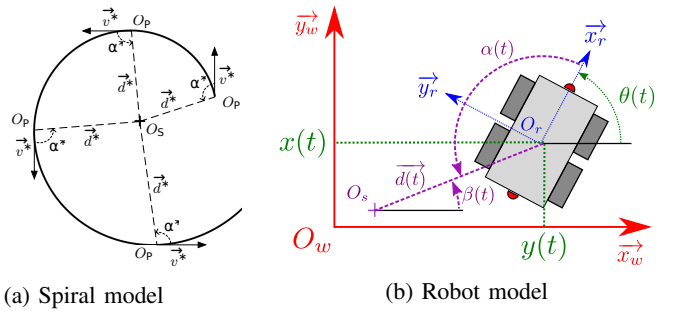 v* O_P
α*
d*
α* v*
d*
O_P
O_P
O_S
d*
α*
v*
d*
α*
O_P
v*
(a) Spiral model
y_w
α(t)
x_r
y_r
θ(t)
O_r
x(t)
d(t)
O_s
β(t)
O_w
y(t)
x_w
(b) Robot model